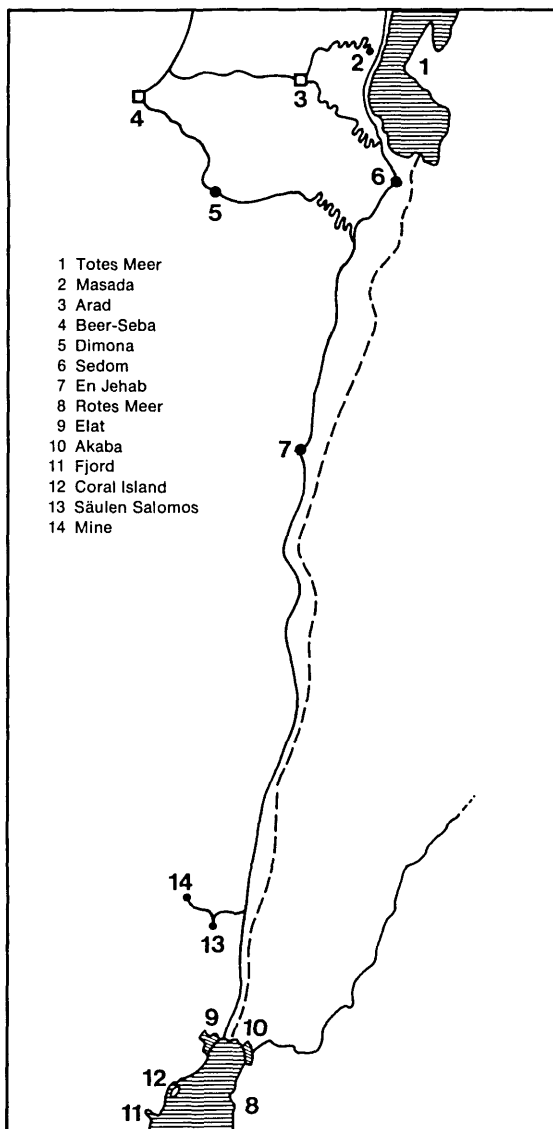 2
1
3
4
6
5
1 Totes Meer
2 Masada
3 Arad
4 Beer-Seba
5 Dimona
6 Sedom
7 En Jehab
8 Rotes Meer
9 Elat
10 Akaba
11 Fjord
12 Coral Island
13 Säulen Salomos
14 Mine
7
14
13
9
10
12
11
8